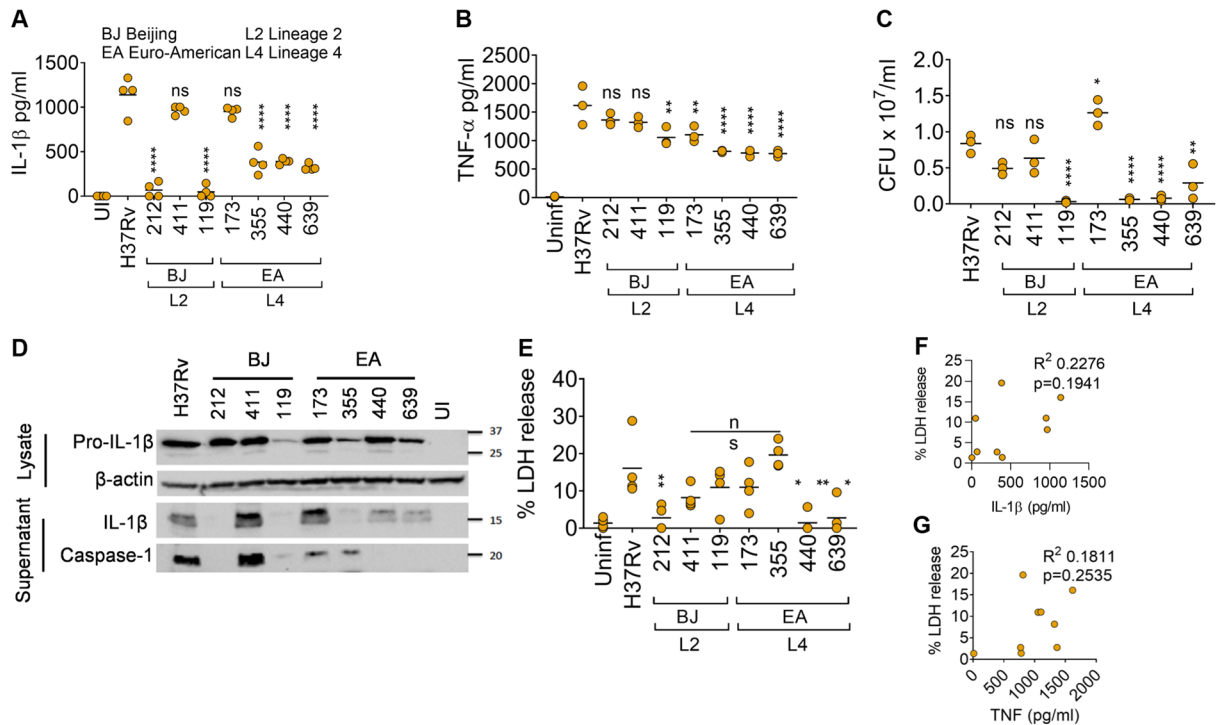 A
BJ Beijing L2 Lineage 2
EA Euro-American L4 Lineage 4
IL-1β pg/ml
1500
1000
500
0
ns
ns
****
****
****
****
****
UI
H37Rv
212
411
119
173
355
440
639
BJ
EA
L2
L4
B
TNF-α pg/ml
2500
2000
1500
1000
500
0
ns
ns
**
**
****
****
****
Uninf
H37Rv
212
411
119
173
355
440
639
BJ
EA
L2
L4
C
CFU x 10⁷/ml
2.0
1.5
1.0
0.5
0.0
ns
ns
****
*
****
****
**
H37Rv
212
411
119
173
355
440
639
BJ
EA
L2
L4
D
BJ
EA
H37Rv
212
411
119
173
355
440
639
UI
Lysate
Pro-IL-1β
37
25
β-actin
Supernatant
IL-1β
15
Caspase-1
20
E
% LDH release
40
30
20
10
0
n
s
**
*
**
*
Uninf
H37Rv
212
411
119
173
355
440
639
BJ
EA
L2
L4
F
% LDH release
25
20
15
10
5
0
R² 0.2276
p=0.1941
0 500 1000 1500
IL-1β (pg/ml)
G
% LDH release
25
20
15
10
5
0
R² 0.1811
p=0.2535
0
500
1000
1500
2000
TNF (pg/ml)